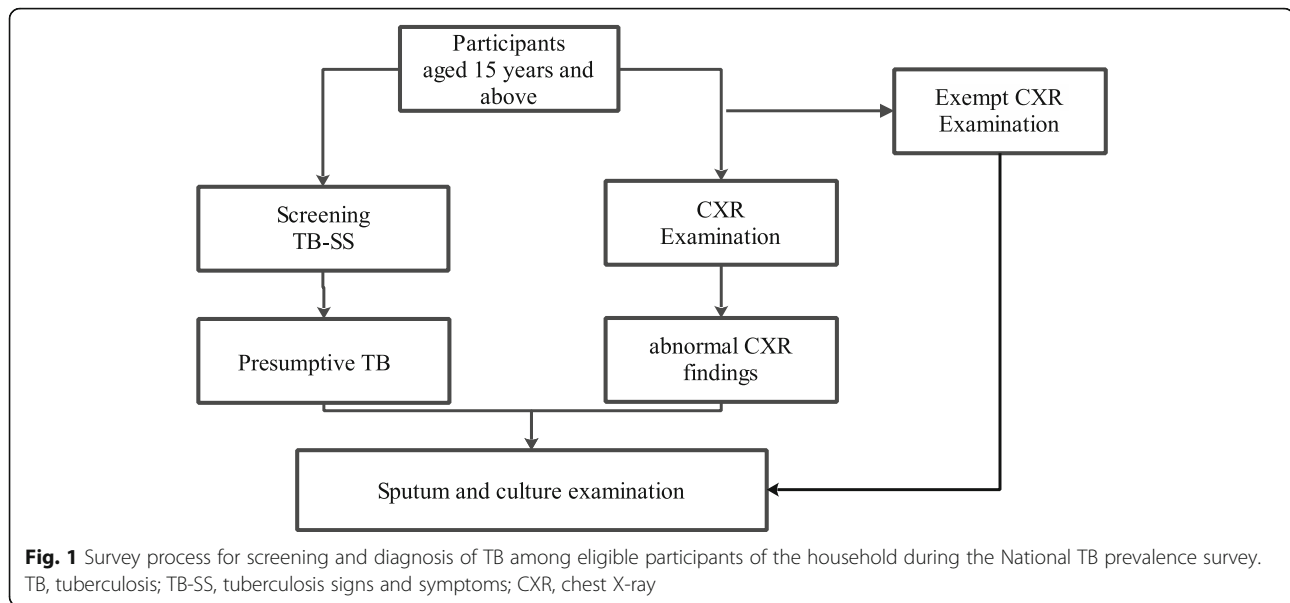 Participants
aged 15 years and
above
Exempt CXR
Examination
Screening
TB-SS
CXR
Examination
Presumptive TB
abnormal CXR
findings
Sputum and culture examination
Fig. 1 Survey process for screening and diagnosis of TB among eligible participants of the household during the National TB prevalence survey.
TB, tuberculosis; TB-SS, tuberculosis signs and symptoms; CXR, chest X-ray